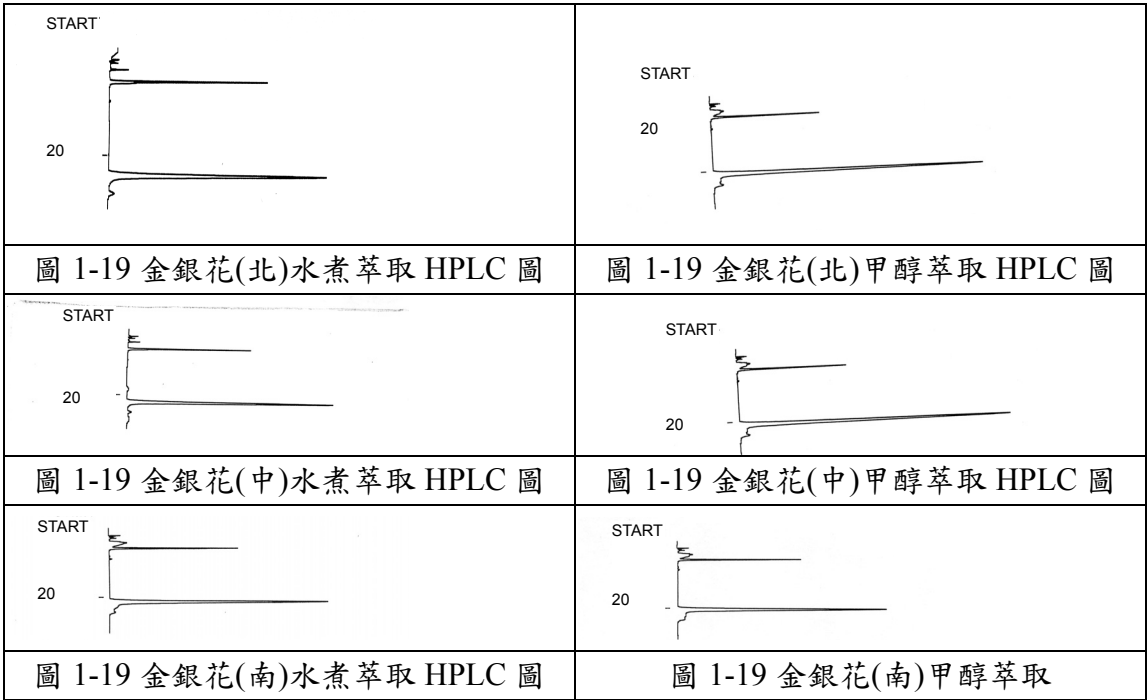 START
20
START
20
圖 1-19 金銀花(北)水煮萃取 HPLC 圖
圖 1-19 金銀花(北)甲醇萃取 HPLC 圖
START
20
START
20
圖 1-19 金銀花(中)水煮萃取 HPLC 圖
圖 1-19 金銀花(中)甲醇萃取 HPLC 圖
START
20
START
20
圖 1-19 金銀花(南)水煮萃取 HPLC 圖
圖 1-19 金銀花(南)甲醇萃取